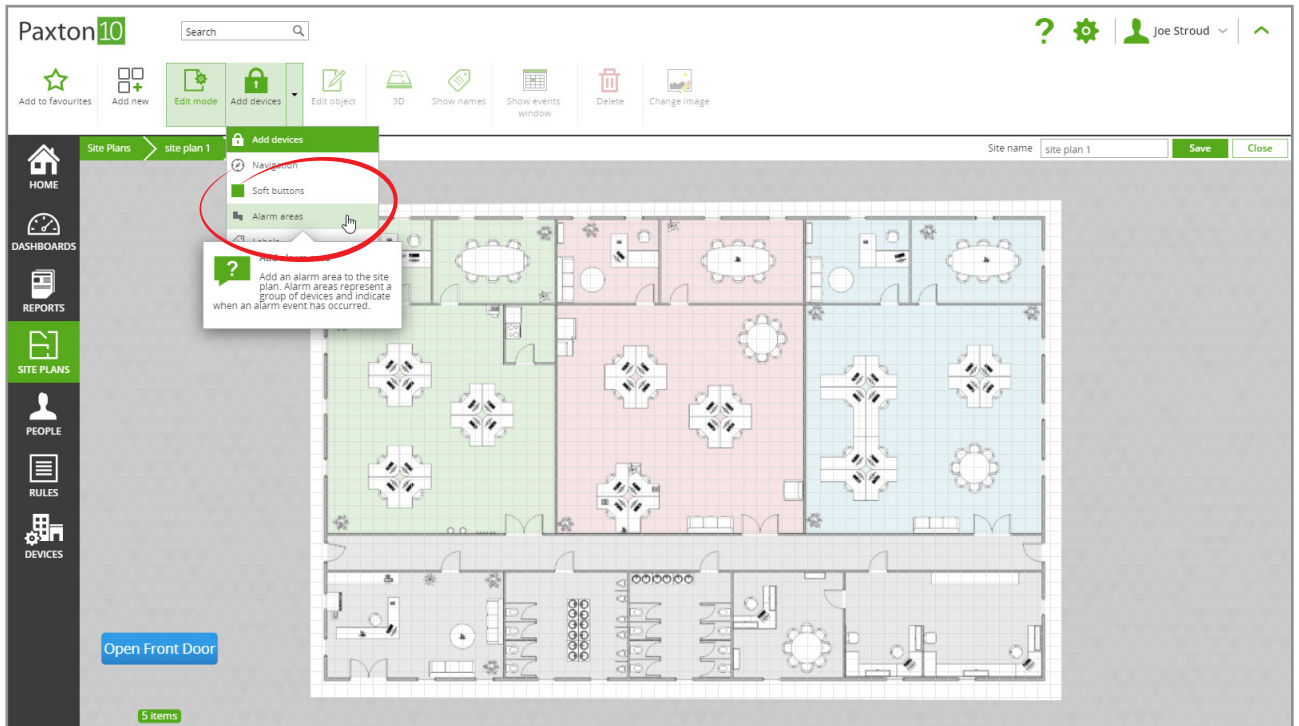 Paxton10
Search
?
Joe Stroud
Add to favourites
Add new
Edit mode
Add devices
Edit object
3D
Show names
Show events
window
Delete
Change image
Site Plans
site plan 1
Site name
site plan 1
Save
Close
Add devices
Navigation
Soft buttons
Alarm areas
Labels
?
Add alarm area
Add an alarm area to the site
plan. Alarm areas represent a
group of devices and indicate
when an alarm event has occurred.
HOME
DASHBOARDS
REPORTS
SITE PLANS
PEOPLE
RULES
DEVICES
Open Front Door
5 items